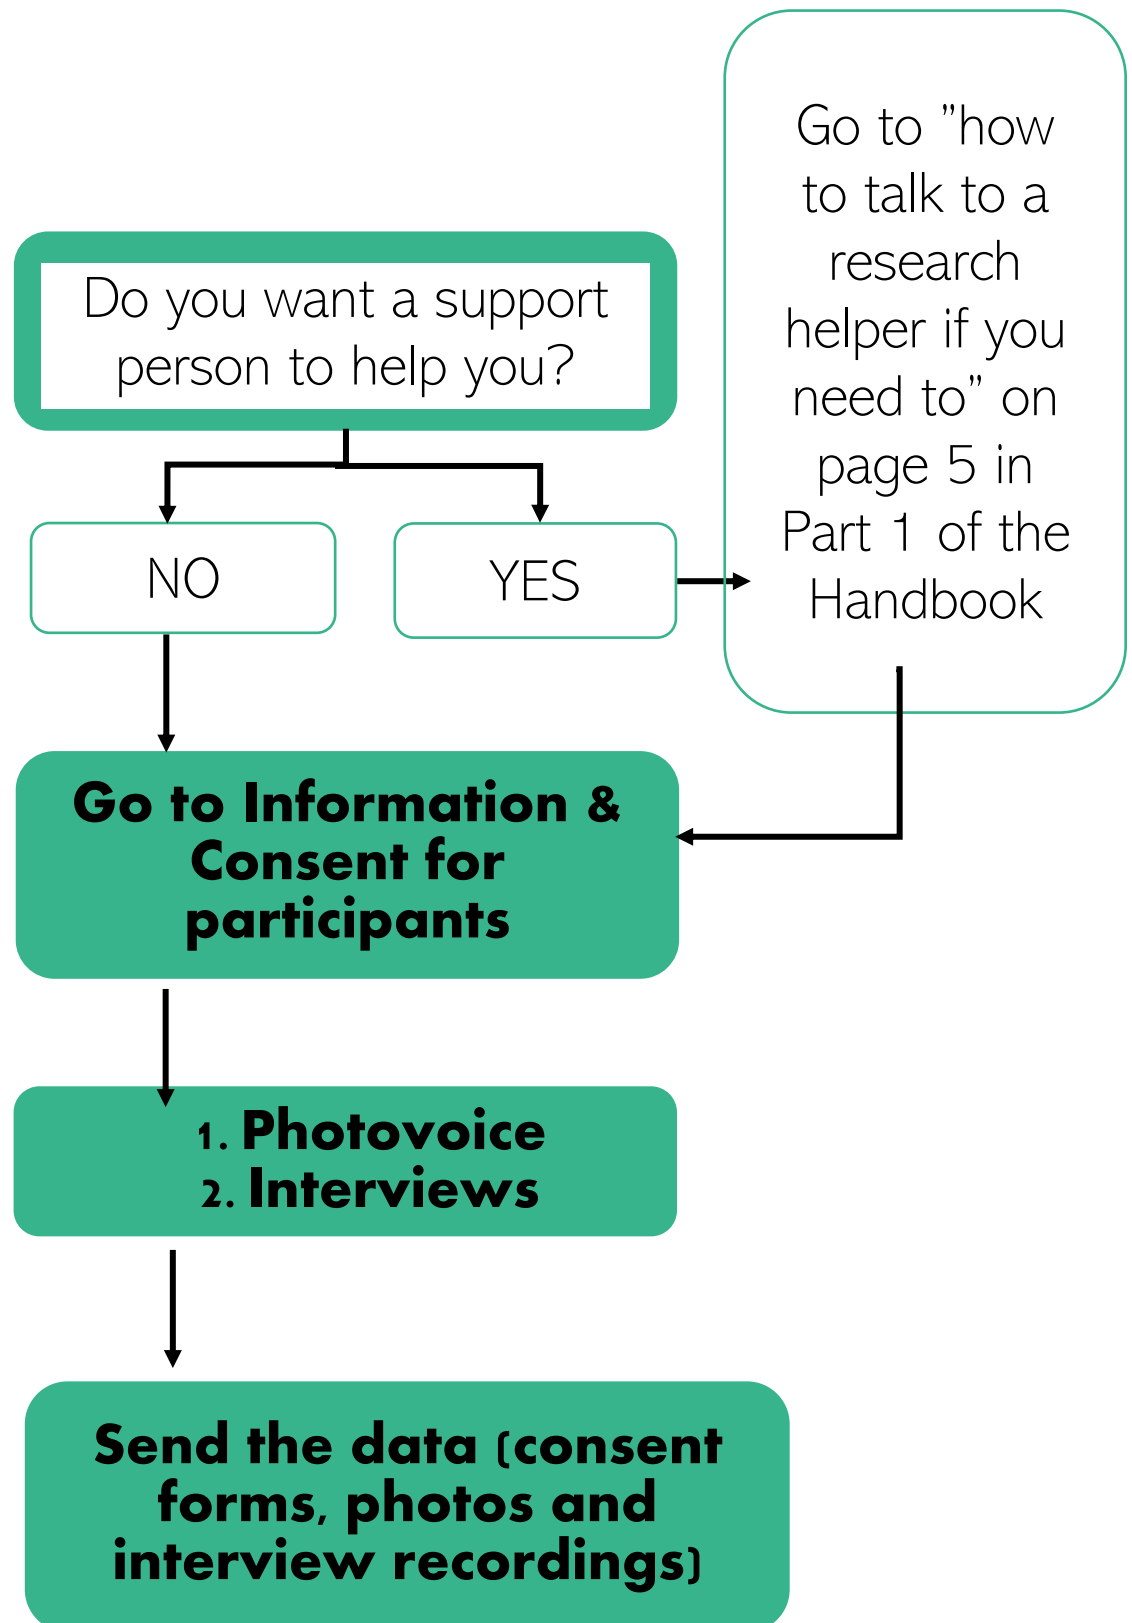 Do you want a support
person to help you?
NO
YES
Go to ”how
to talk to a
research
helper if you
need to” on
page 5 in
Part 1 of the
Handbook
Go to Information &
Consent for
participants
1. Photovoice
2. Interviews
Send the data (consent
forms, photos and
interview recordings)